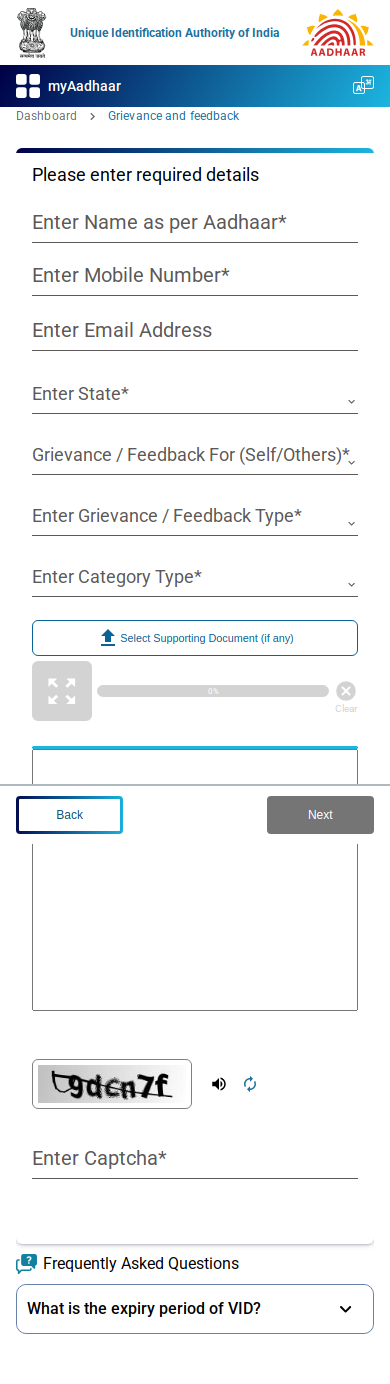 Unique Identification Authority of India
AADHAAR
myAadhaar
Dashboard > Grievance and feedback
Please enter required details
Enter Name as per Aadhaar*
Enter Mobile Number*
Enter Email Address
Enter State*
Grievance / Feedback For (Self/Others)*
Enter Grievance / Feedback Type*
Enter Category Type*
Select Supporting Document (if any)
0%
Clear
Back
Next
9dcn7f
Enter Captcha*
Frequently Asked Questions
What is the expiry period of VID?